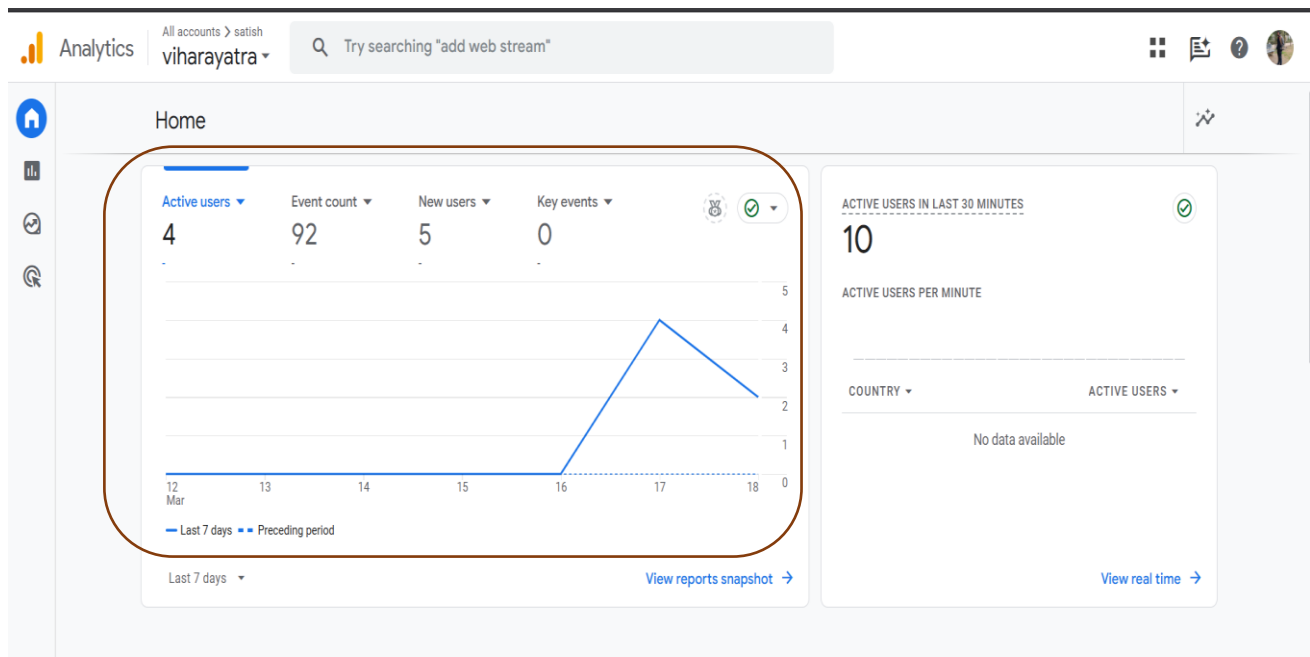 Analytics
All accounts > satish
viharayatra
Try searching "add web stream"
Home
Active users
4
-
Event count
92
-
New users
5
-
Key events
0
-
5
4
3
2
1
0
12
Mar
13
14
15
16
17
18
Last 7 days
Preceding period
Last 7 days
View reports snapshot
ACTIVE USERS IN LAST 30 MINUTES
10
ACTIVE USERS PER MINUTE
COUNTRY
ACTIVE USERS
No data available
View real time